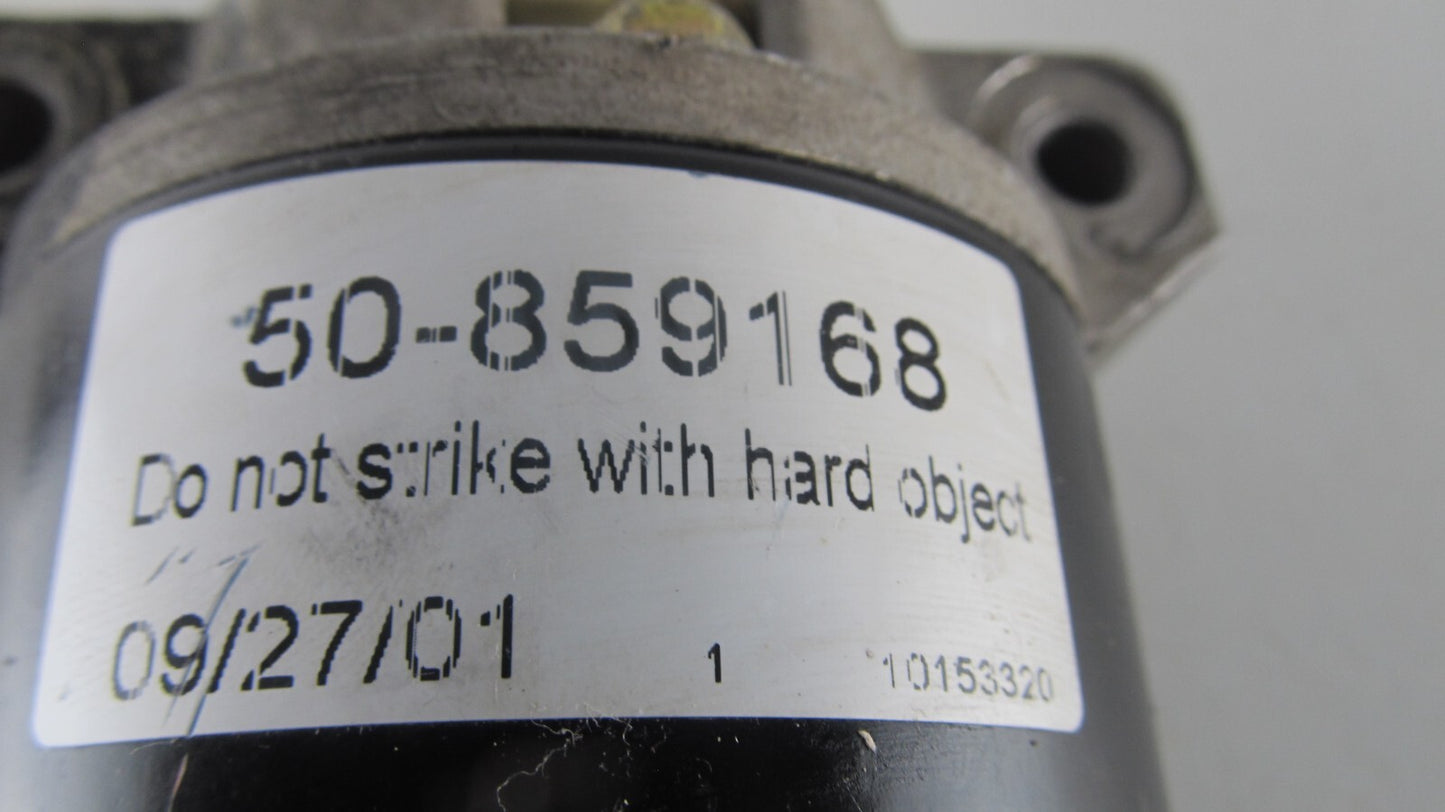 50-859168
Do not strike with hard object
09/27/01 1 10153320